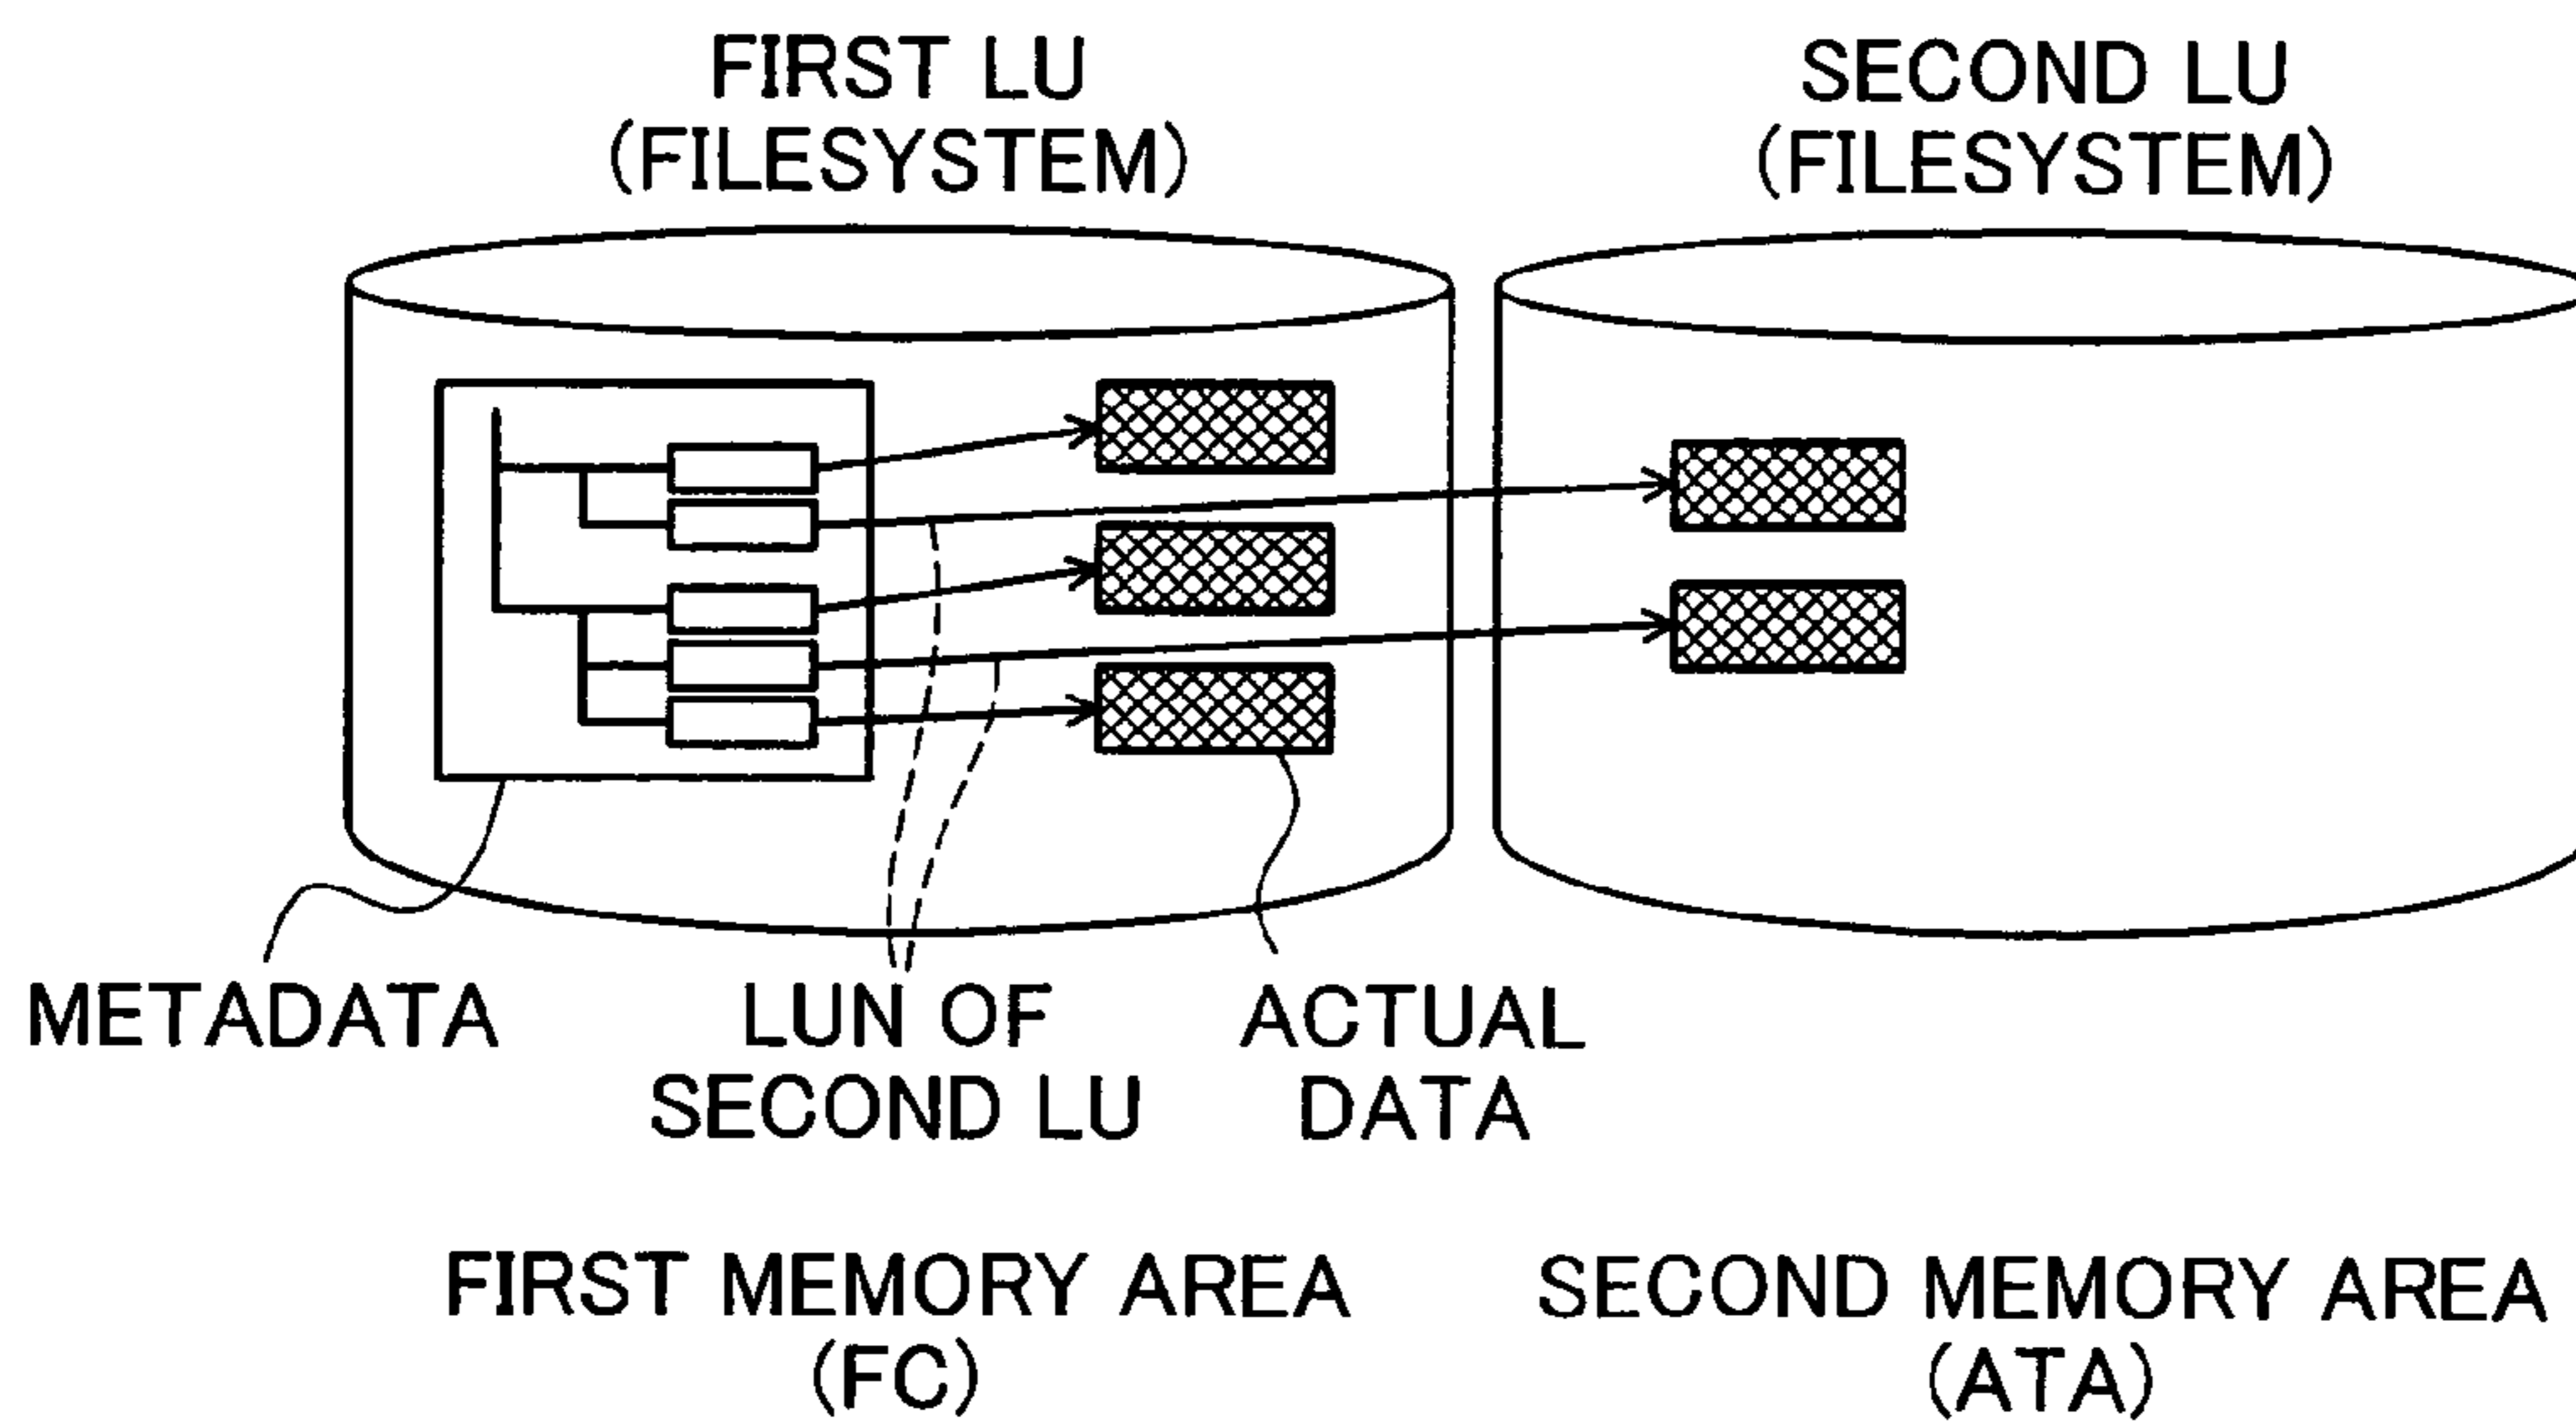 FIRST LU
(FILESYSTEM)
SECOND LU
(FILESYSTEM)
METADATA
LUN OF
SECOND LU
ACTUAL
DATA
FIRST MEMORY AREA
(FC)
SECOND MEMORY AREA
(ATA)